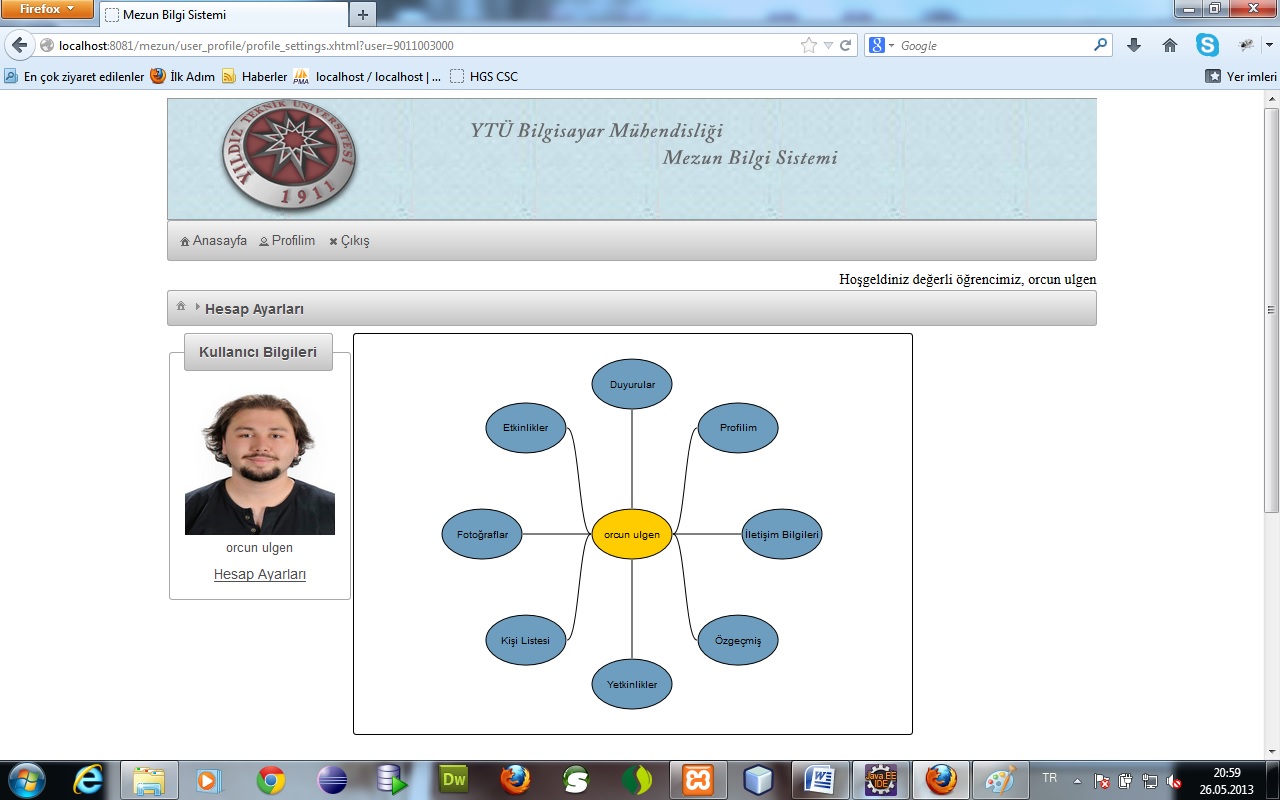 Firefox
Mezun Bilgi Sistemi
localhost:8081/mezun/user_profile/profile_settings.xhtml?user=9011003000
Google
En çok ziyaret edilenler
İlk Adım
Haberler
PMA
localhost / localhost | ...
HGS CSC
Yer imleri
YILDIZ TEKNİK ÜNİVERSİTESİ
1911
YTÜ Bilgisayar Mühendisliği
Mezun Bilgi Sistemi
Anasayfa
Profilim
Çıkış
Hoşgeldiniz değerli öğrencimiz, orcun ulgen
Hesap Ayarları
Kullanıcı Bilgileri
orcun ulgen
Hesap Ayarları
Duyurular
Etkinlikler
Profilim
Fotoğraflar
orcun ulgen
İletişim Bilgileri
Kişi Listesi
Özgeçmiş
Yetkinlikler
Dw
Java EE
IDE
TR
20:59
26.05.2013